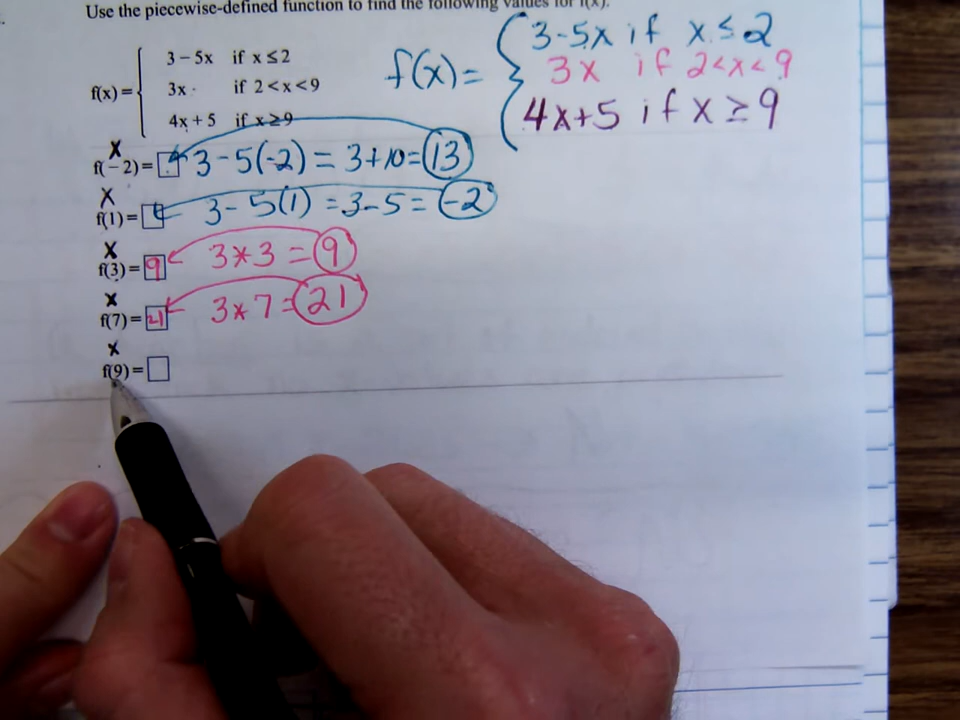 Use the piecewise-defined function to find the following values for f(x).
f(x) = { 3 − 5x if x ≤ 2
3x if 2 < x < 9
4x + 5 if x ≥ 9
f(x) = { 3-5x if x ≤ 2
3x if 2<x<9
4x+5 if x ≥ 9
x
f(−2) = 3-5(-2) = 3+10= 13
x
f(1) = 3-5(1) =3-5= -2
x
f(3) = 9 3*3 = 9
x
f(7) = 21 3*7 = 21
x
f(9) =